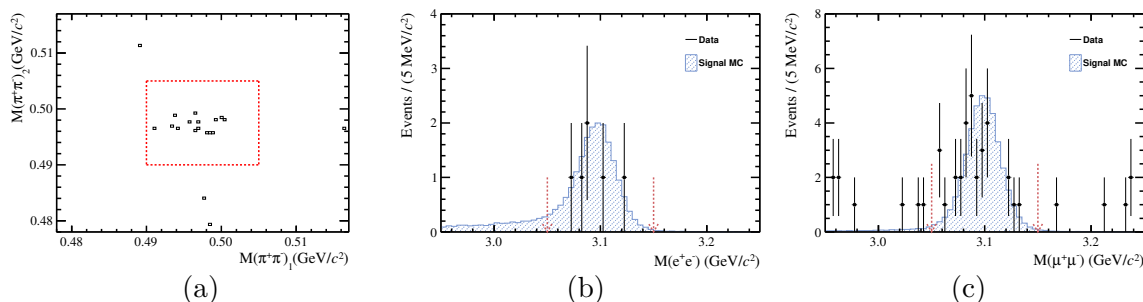 M(π⁺π⁻)₂(GeV/c²)
0.51
0.50
0.49
0.48
0.48 0.49 0.50 0.51
M(π⁺π⁻)₁(GeV/c²)
(a)
Events / (5 MeV/c²)
4
3
2
1
0
Data
Signal MC
3.0 3.1 3.2
M(e⁺e⁻) (GeV/c²)
(b)
Events / (5 MeV/c²)
8
6
4
2
0
Data
Signal MC
3.0 3.1 3.2
M(μ⁺μ⁻) (GeV/c²)
(c)